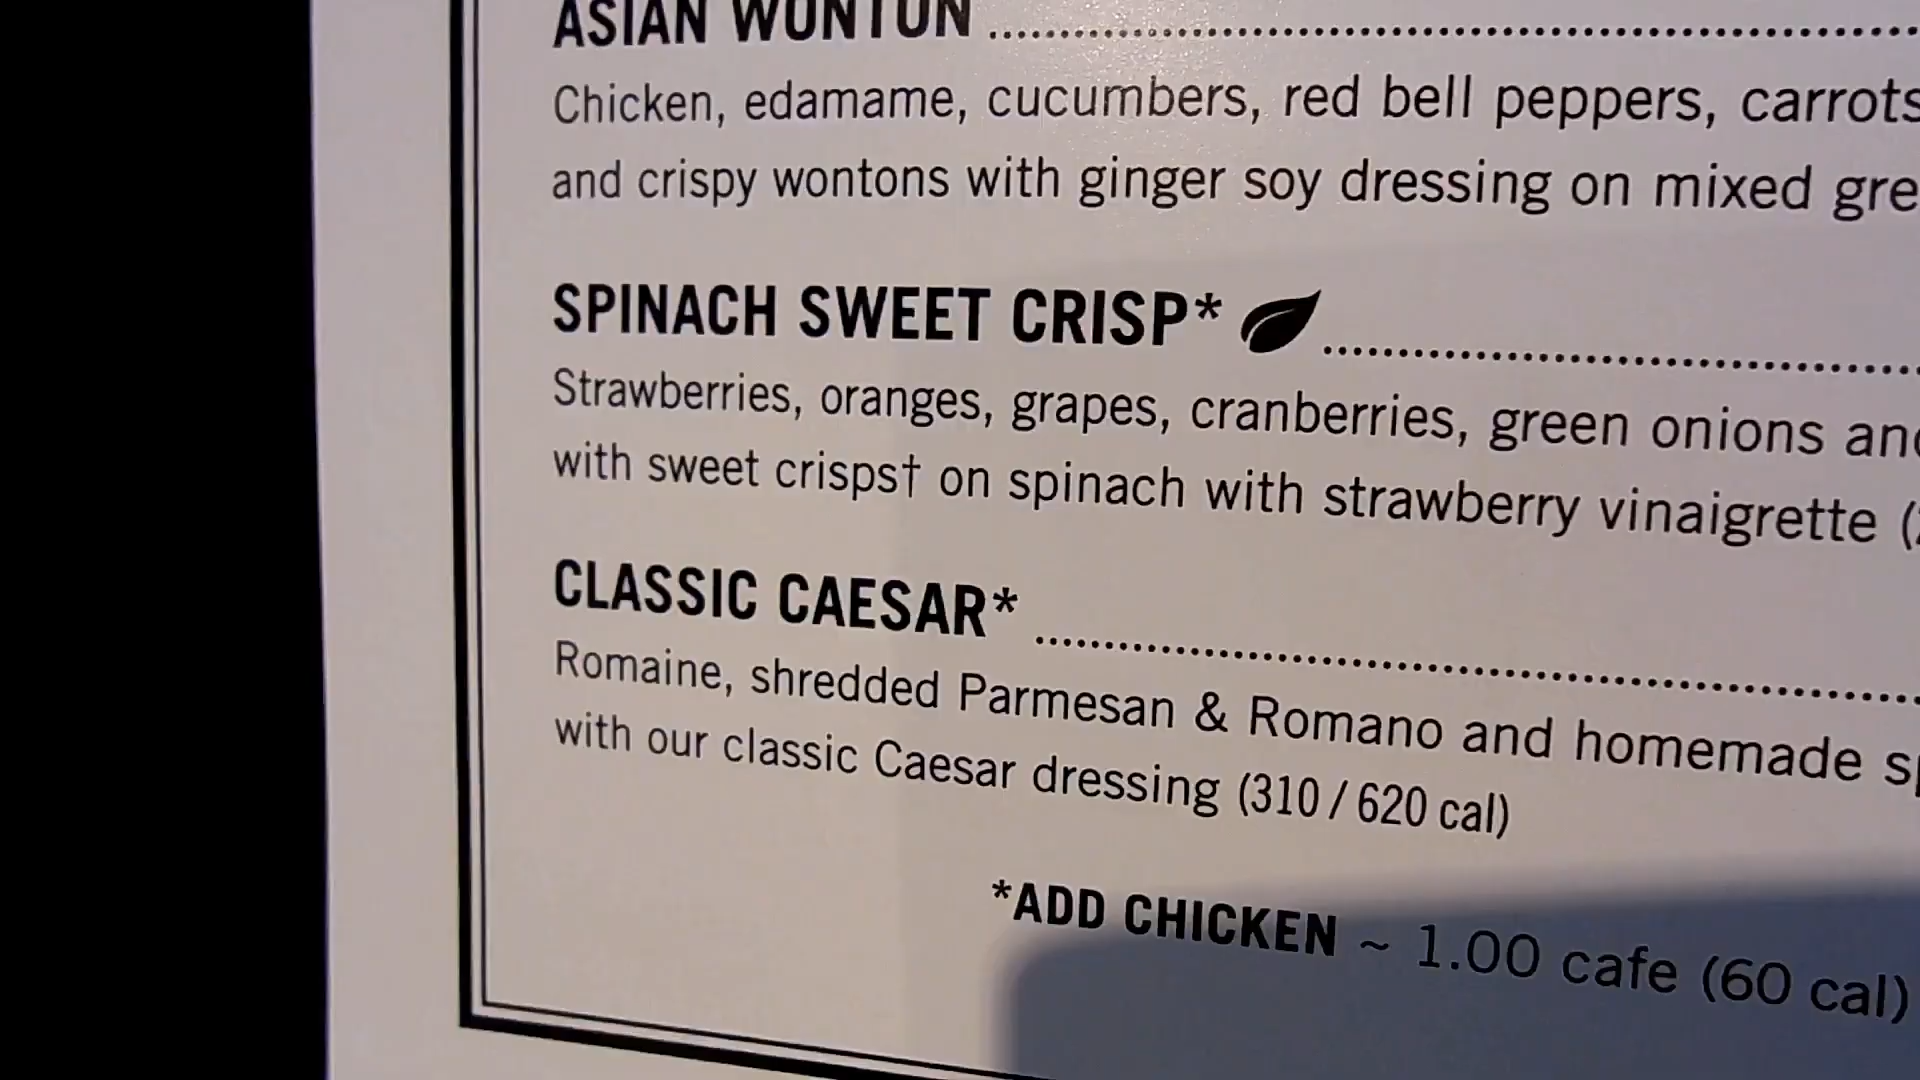 ASIAN WONTON
Chicken, edamame, cucumbers, red bell peppers, carrots
and crispy wontons with ginger soy dressing on mixed
SPINACH SWEET CRISP*
Strawberries, oranges, grapes, cranberries, green onions
with sweet crisps† on spinach with strawberry vinaigrette
CLASSIC CAESAR*
Romaine, shredded Parmesan & Romano and homemade
with our classic Caesar dressing (310 / 620 cal)
*ADD CHICKEN ~ 1.00 cafe (60 cal)